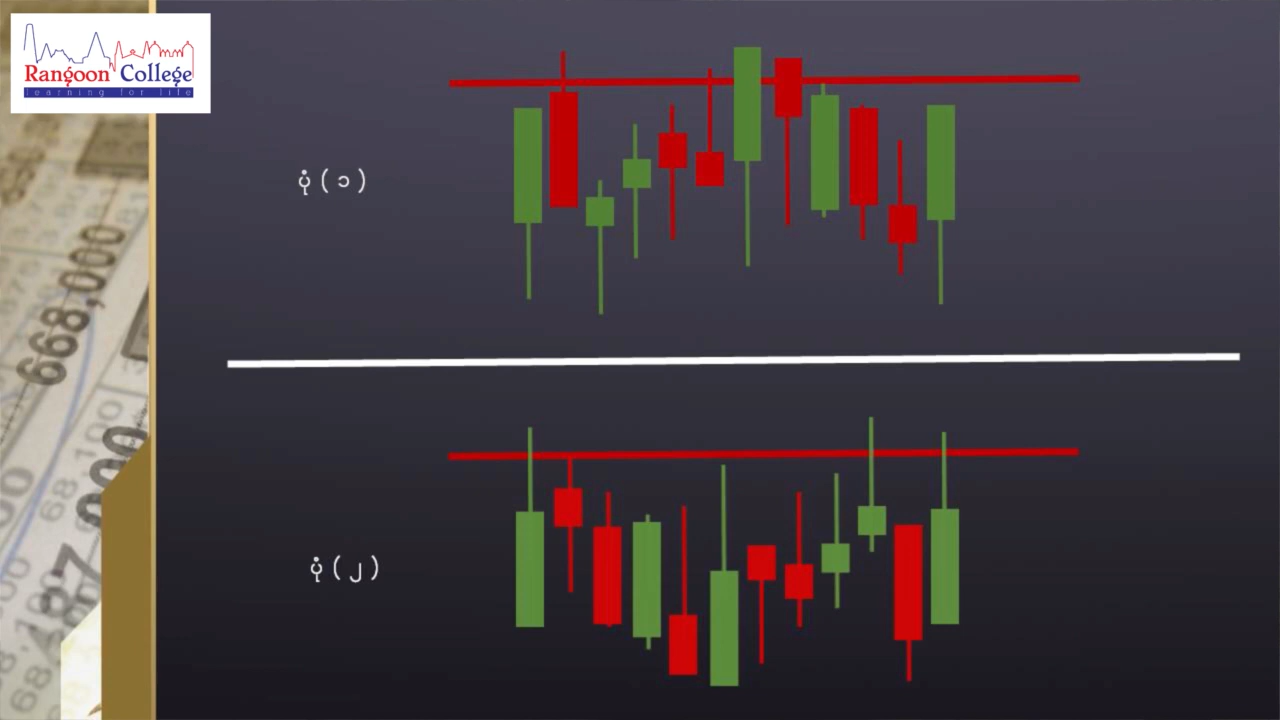 Rangoon College
learning for life
ပုံ ( ၁ )
668,000
ပုံ ( ၂ )